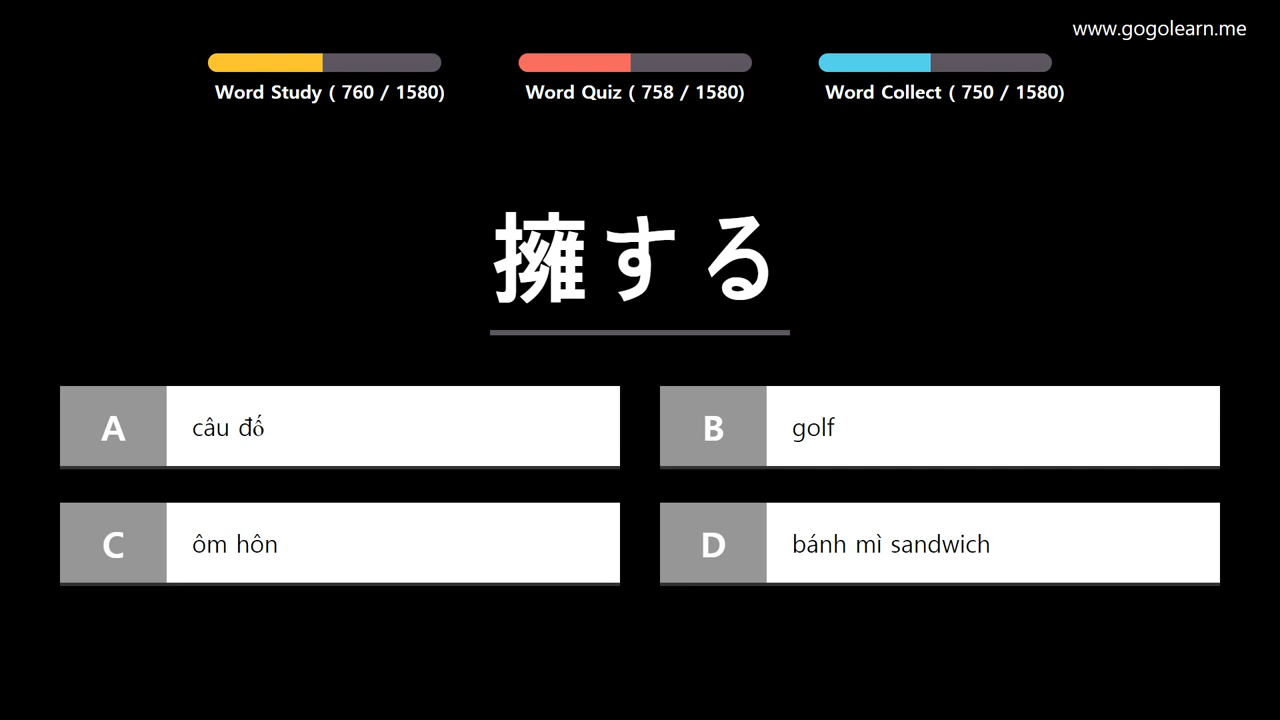 www.gogolearn.me
Word Study ( 760 / 1580)
Word Quiz ( 758 / 1580)
Word Collect ( 750 / 1580)
擁する
A
câu đố
B
golf
C
ôm hôn
D
bánh mì sandwich